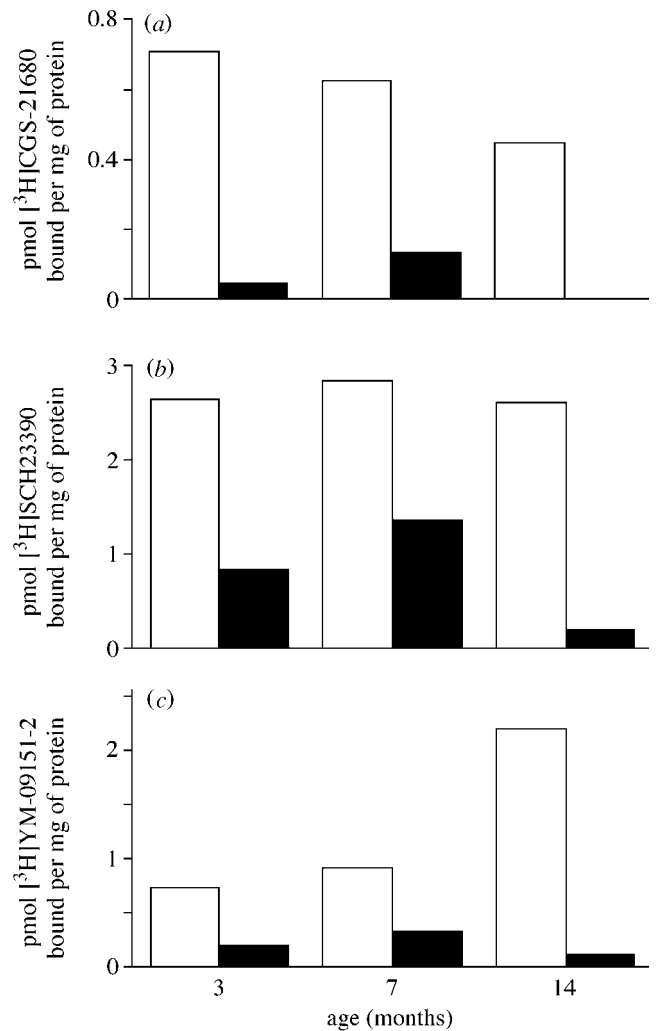 (a)
0.8
0.4
0
pmol [³H]CGS-21680
bound per mg of protein
(b)
3
2
1
0
pmol [³H]SCH23390
bound per mg of protein
(c)
2
1
0
pmol [³H]YM-09151-2
bound per mg of protein
3 7 14
age (months)